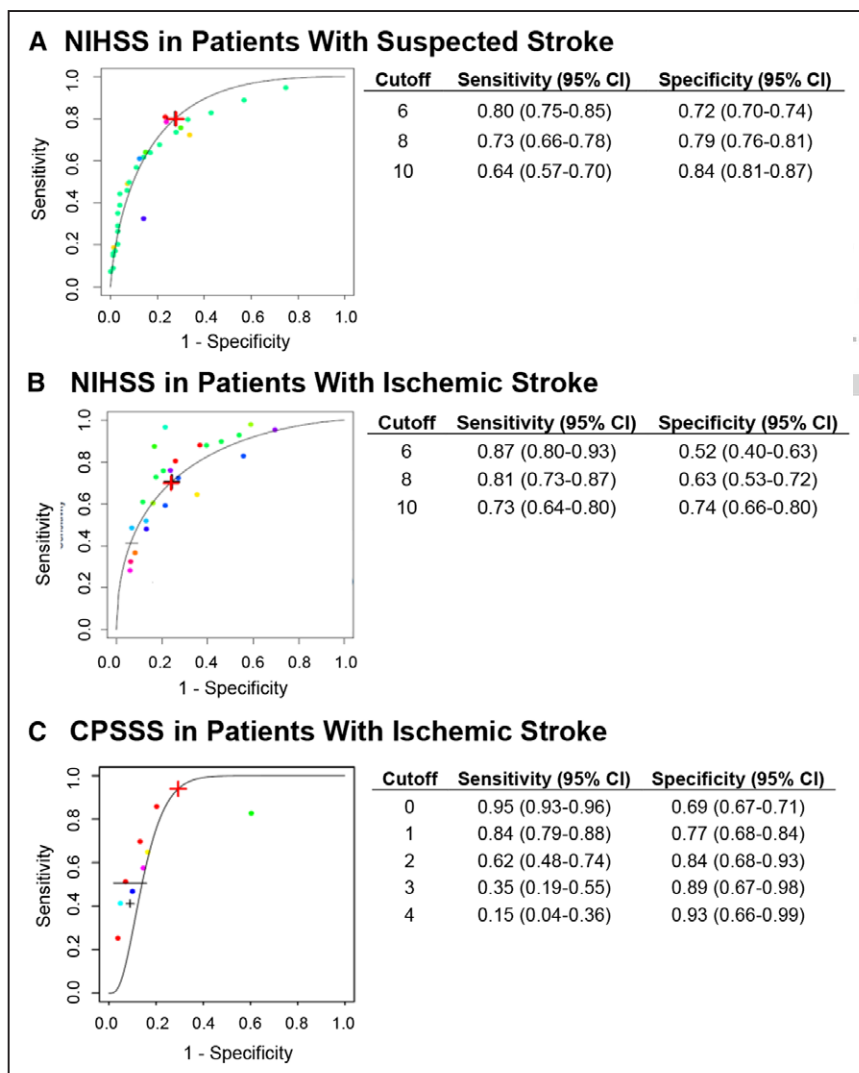 A NIHSS in Patients With Suspected Stroke
Sensitivity
1.0
0.8
0.6
0.4
0.2
0.0
0.0 0.2 0.4 0.6 0.8 1.0
1 - Specificity
Cutoff Sensitivity (95% CI) Specificity (95% CI)
6 0.80 (0.75-0.85) 0.72 (0.70-0.74)
8 0.73 (0.66-0.78) 0.79 (0.76-0.81)
10 0.64 (0.57-0.70) 0.84 (0.81-0.87)
B NIHSS in Patients With Ischemic Stroke
Sensitivity
1.0
0.8
0.6
0.4
0.2
0.0
0.0 0.2 0.4 0.6 0.8 1.0
1 - Specificity
Cutoff Sensitivity (95% CI) Specificity (95% CI)
6 0.87 (0.80-0.93) 0.52 (0.40-0.63)
8 0.81 (0.73-0.87) 0.63 (0.53-0.72)
10 0.73 (0.64-0.80) 0.74 (0.66-0.80)
C CPSSS in Patients With Ischemic Stroke
Sensitivity
1.0
0.8
0.6
0.4
0.2
0.0
0.0 0.2 0.4 0.6 0.8 1.0
1 - Specificity
Cutoff Sensitivity (95% CI) Specificity (95% CI)
0 0.95 (0.93-0.96) 0.69 (0.67-0.71)
1 0.84 (0.79-0.88) 0.77 (0.68-0.84)
2 0.62 (0.48-0.74) 0.84 (0.68-0.93)
3 0.35 (0.19-0.55) 0.89 (0.67-0.98)
4 0.15 (0.04-0.36) 0.93 (0.66-0.99)